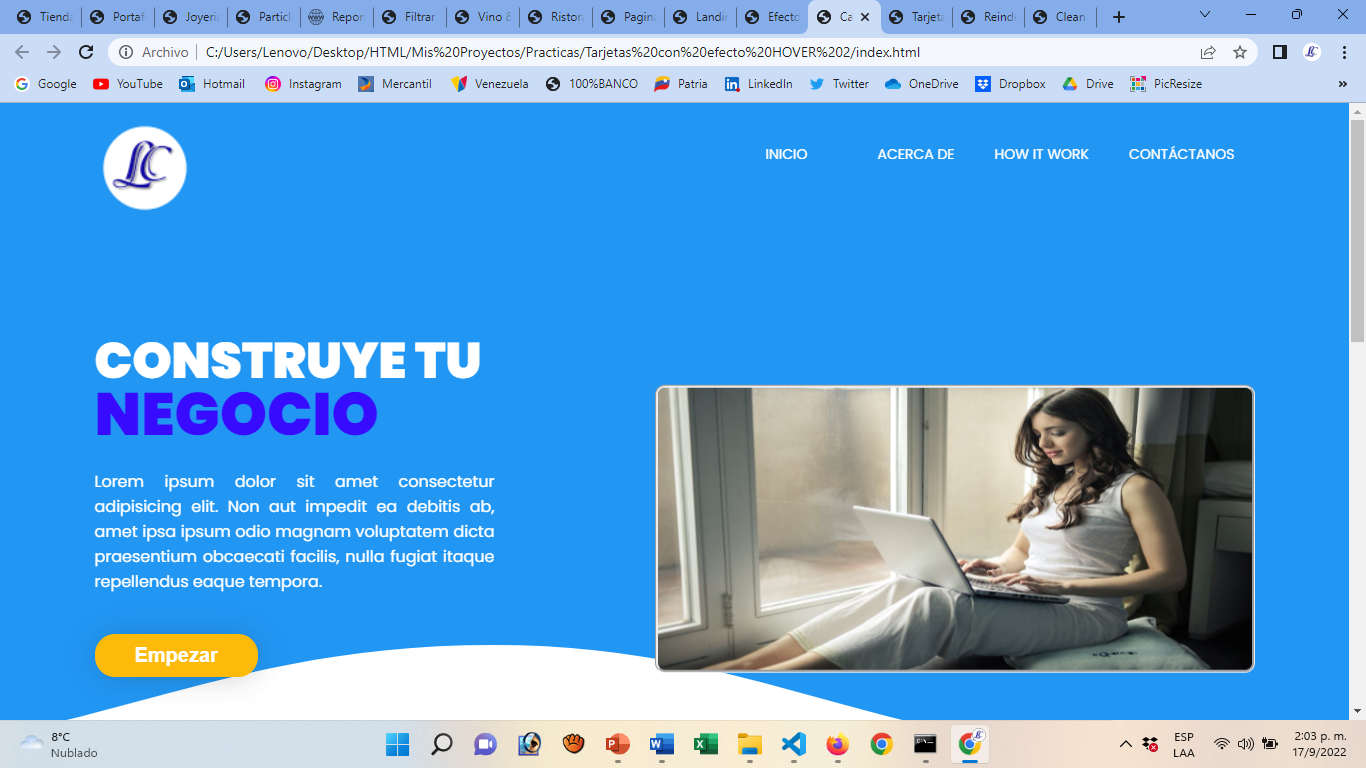 Tienda
Portaf
Joyeri
Particl
Repor
Filtrar
Vino &
Ristor
Pagina
Landin
Efecto
Ca
Tarjeta
Reind
Clean
Archivo | C:/Users/Lenovo/Desktop/HTML/Mis%20Proyectos/Practicas/Tarjetas%20con%20efecto%20HOVER%202/index.html
Google YouTube Hotmail Instagram Mercantil Venezuela 100%BANCO Patria LinkedIn Twitter OneDrive Dropbox Drive PicResize »
LC
INICIO ACERCA DE HOW IT WORK CONTÁCTANOS
CONSTRUYE TU
NEGOCIO
Lorem ipsum dolor sit amet consectetur
adipisicing elit. Non aut impedit ea debitis ab,
amet ipsa ipsum odio magnam voluptatem dicta
praesentium obcaecati facilis, nulla fugiat itaque
repellendus eaque tempora.
Empezar
8°C
Nublado
ESP
LAA
2:03 p. m.
17/9/2022